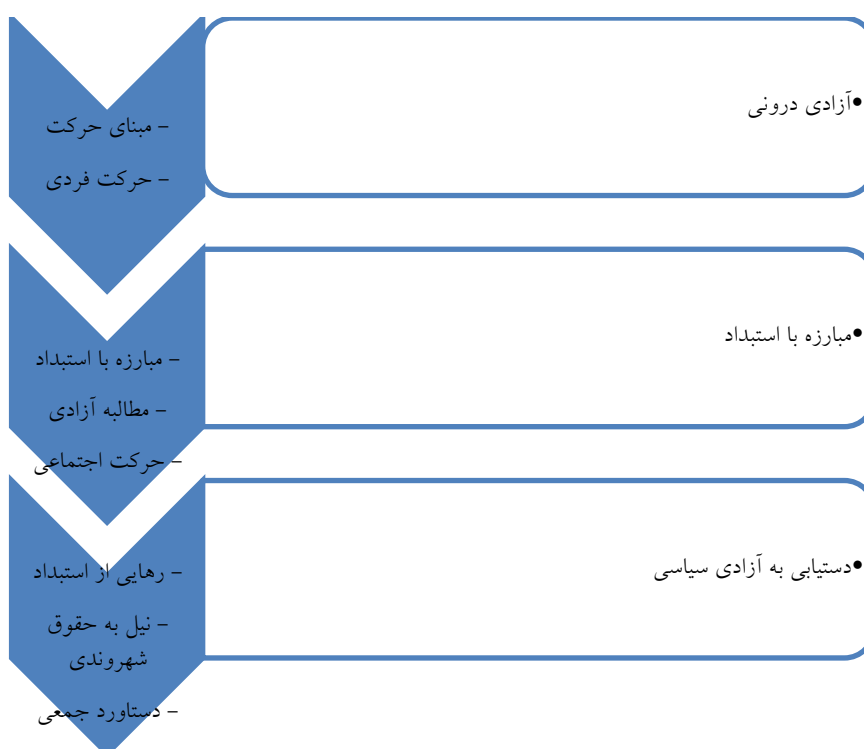 •آزادی درونی
– مبنای حرکت
– حرکت فردی
•مبارزه با استبداد
– مبارزه با استبداد
– مطالبه آزادی
– حرکت اجتماعی
•دستیابی به آزادی سیاسی
– رهایی از استبداد
– نیل به حقوق
شهروندی
– دستاورد جمعی